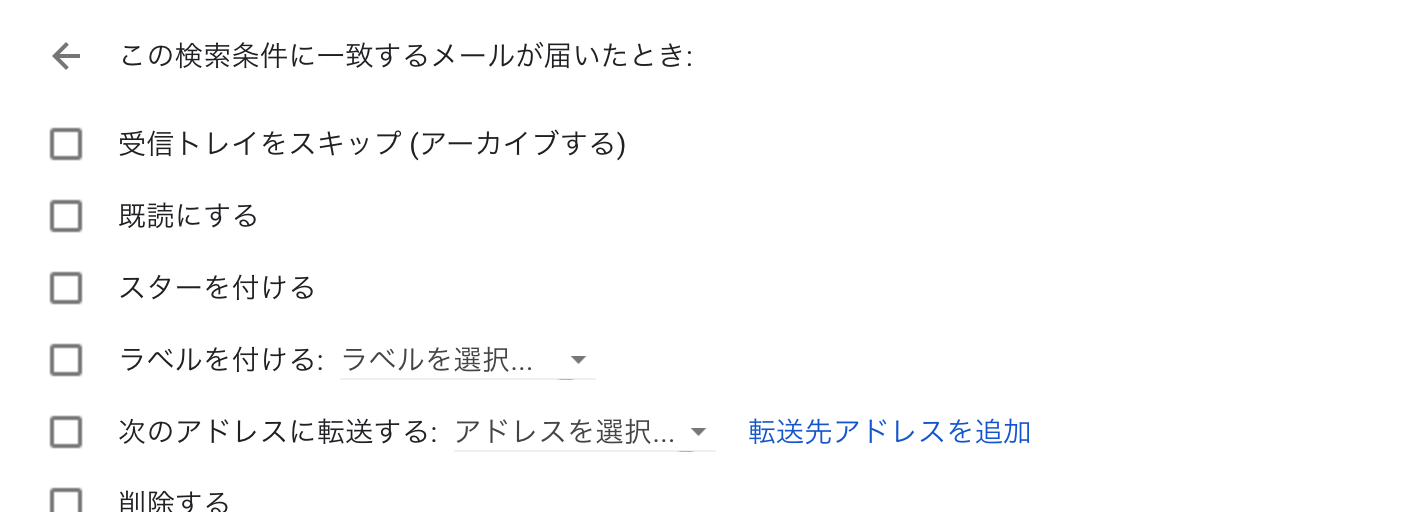 この検索条件に一致するメールが届いたとき:
受信トレイをスキップ (アーカイブする)
既読にする
スターを付ける
ラベルを付ける: ラベルを選択...
次のアドレスに転送する: アドレスを選択... 転送先アドレスを追加
削除する